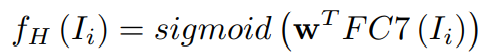 f_H (I_i) = sigmoid (w^T FC7 (I_i))